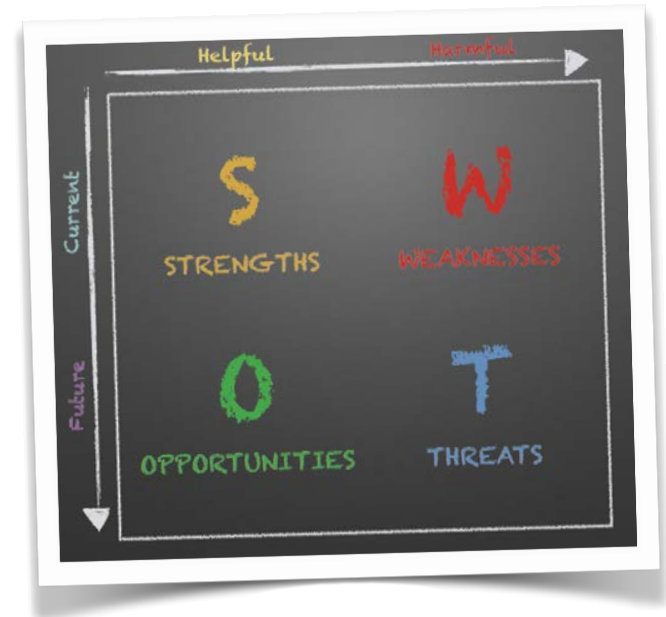 Helpful Harmful
Current
S W
STRENGTHS WEAKNESSES
Future
O T
OPPORTUNITIES THREATS